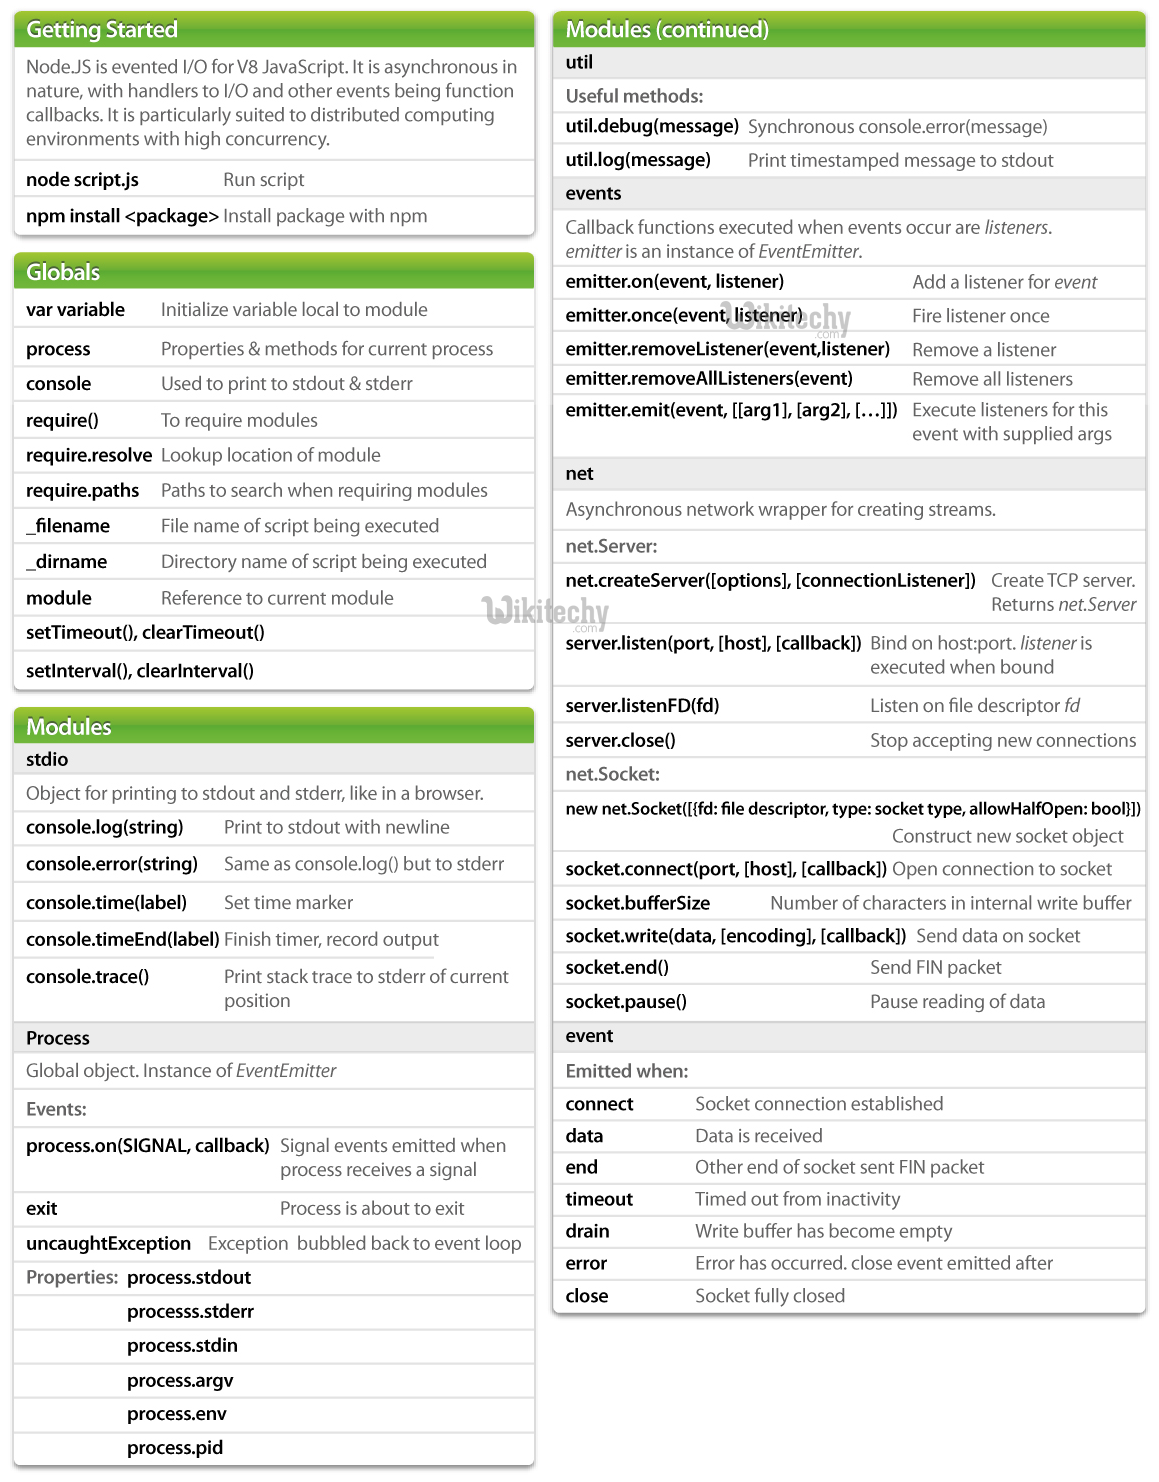 Getting Started
Node.JS is evented I/O for V8 JavaScript. It is asynchronous in
nature, with handlers to I/O and other events being function
callbacks. It is particularly suited to distributed computing
environments with high concurrency.
node script.js Run script
npm install <package> Install package with npm
Globals
var variable Initialize variable local to module
process Properties & methods for current process
console Used to print to stdout & stderr
require() To require modules
require.resolve Lookup location of module
require.paths Paths to search when requiring modules
_filename File name of script being executed
_dirname Directory name of script being executed
module Reference to current module
setTimeout(), clearTimeout()
setInterval(), clearInterval()
Modules
stdio
Object for printing to stdout and stderr, like in a browser.
console.log(string) Print to stdout with newline
console.error(string) Same as console.log() but to stderr
console.time(label) Set time marker
console.timeEnd(label) Finish timer, record output
console.trace() Print stack trace to stderr of current
position
Process
Global object. Instance of EventEmitter
Events:
process.on(SIGNAL, callback) Signal events emitted when
process receives a signal
exit Process is about to exit
uncaughtException Exception bubbled back to event loop
Properties: process.stdout
processs.stderr
process.stdin
process.argv
process.env
process.pid
Modules (continued)
util
Useful methods:
util.debug(message) Synchronous console.error(message)
util.log(message) Print timestamped message to stdout
events
Callback functions executed when events occur are listeners.
emitter is an instance of EventEmitter.
emitter.on(event, listener) Add a listener for event
emitter.once(event, listener) Fire listener once
Wikitechy
.com
emitter.removeListener(event,listener) Remove a listener
emitter.removeAllListeners(event) Remove all listeners
emitter.emit(event, [[arg1], [arg2], [...]]) Execute listeners for this
event with supplied args
net
Asynchronous network wrapper for creating streams.
net.Server:
net.createServer([options], [connectionListener]) Create TCP server.
Returns net.Server
Wikitechy
.com
server.listen(port, [host], [callback]) Bind on host:port. listener is
executed when bound
server.listenFD(fd) Listen on file descriptor fd
server.close() Stop accepting new connections
net.Socket:
new net.Socket([{fd: file descriptor, type: socket type, allowHalfOpen: bool}])
Construct new socket object
socket.connect(port, [host], [callback]) Open connection to socket
socket.bufferSize Number of characters in internal write buffer
socket.write(data, [encoding], [callback]) Send data on socket
socket.end() Send FIN packet
socket.pause() Pause reading of data
event
Emitted when:
connect Socket connection established
data Data is received
end Other end of socket sent FIN packet
timeout Timed out from inactivity
drain Write buffer has become empty
error Error has occurred. close event emitted after
close Socket fully closed